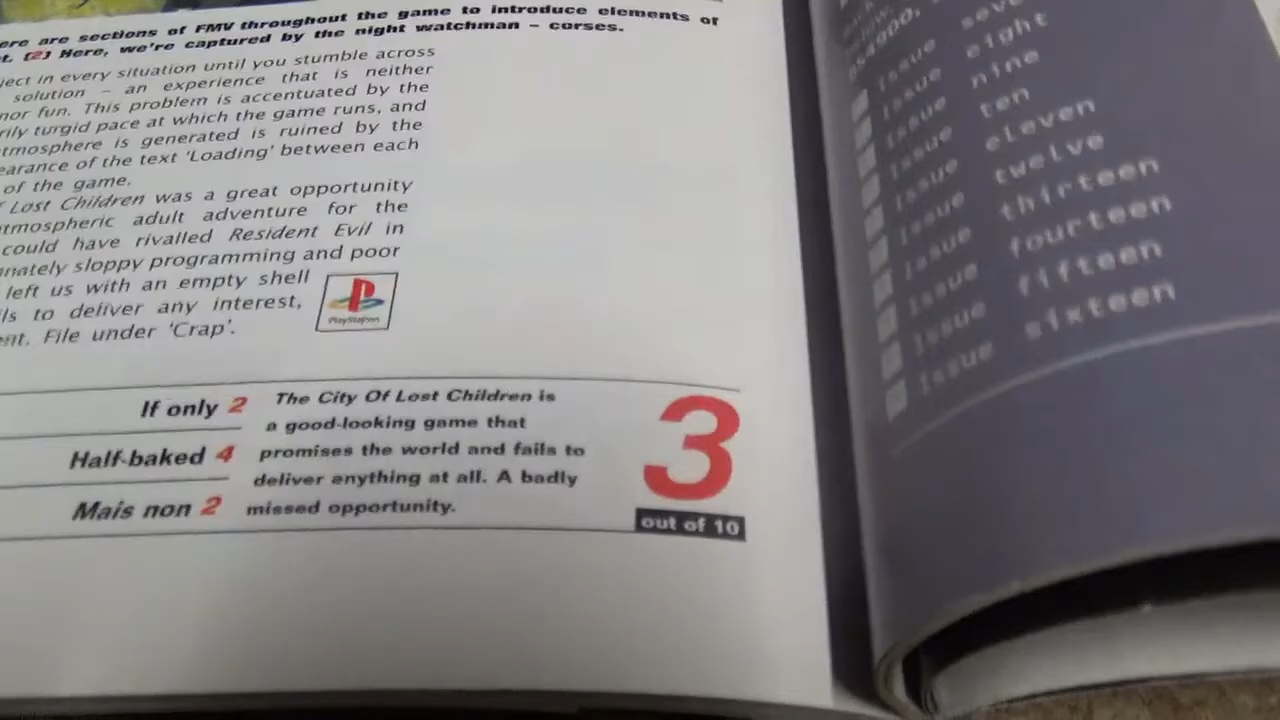 ere are sections of FMV throughout the game to introduce elements of
t. [2] Here, we're captured by the night watchman – corses.
ject in every situation until you stumble across
solution – an experience that is neither
nor fun. This problem is accentuated by the
rily turgid pace at which the game runs, and
tmosphere is generated is ruined by the
earance of the text 'Loading' between each
of the game.
f Lost Children was a great opportunity
tmospheric adult adventure for the
could have rivalled Resident Evil in
nately sloppy programming and poor
left us with an empty shell
ls to deliver any interest,
ent. File under 'Crap'.
PlayStation
If only 2
Half-baked 4
Mais non 2
The City Of Lost Children is
a good-looking game that
promises the world and fails to
deliver anything at all. A badly
missed opportunity.
3
out of 10
Issue seve
Issue eight
Issue nine
Issue ten
Issue eleven
Issue twelve
Issue thirteen
Issue fourteen
Issue fifteen
Issue sixteen